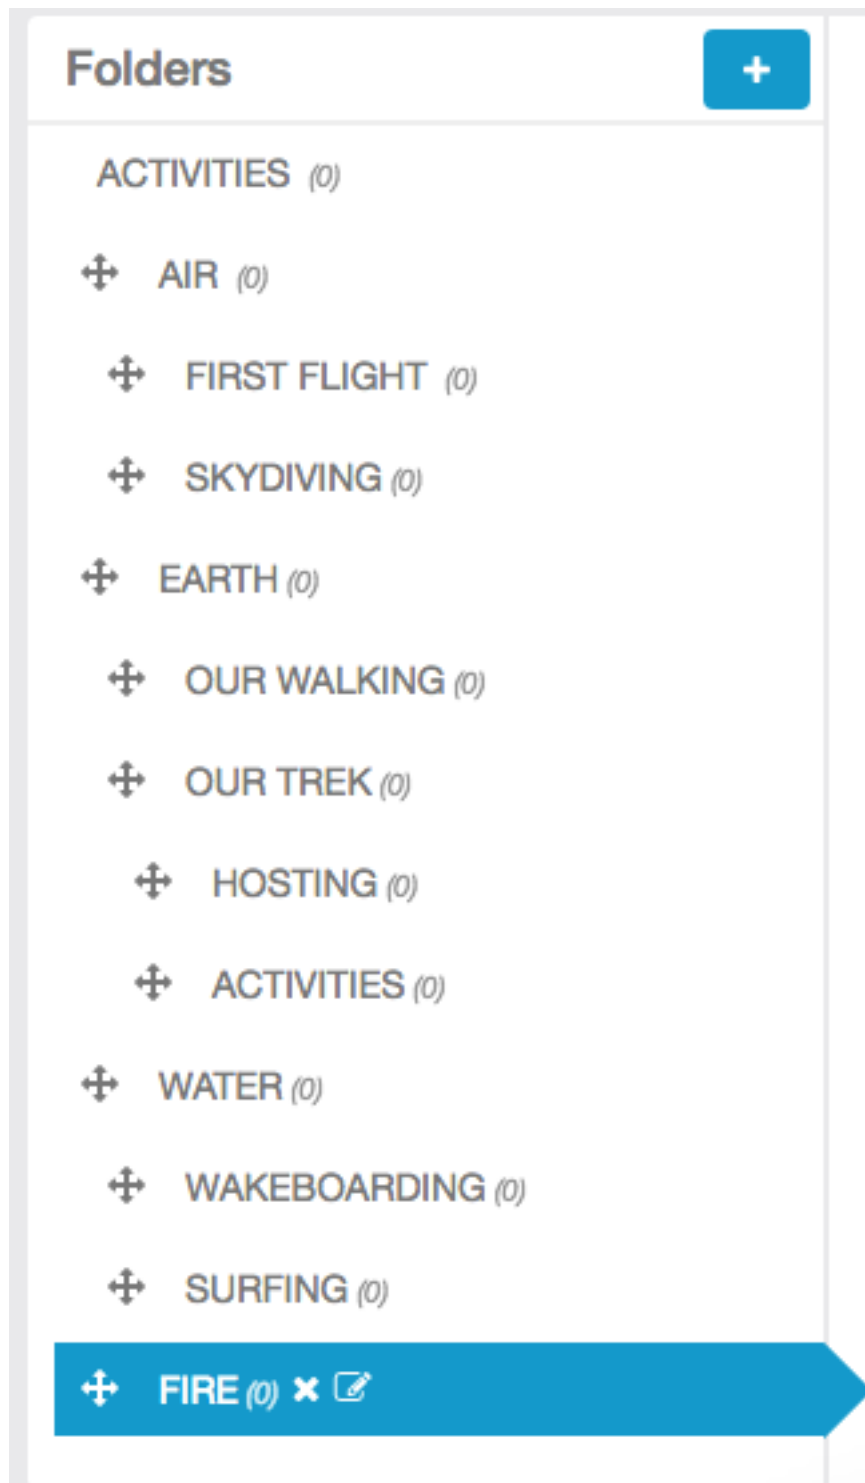 Folders
ACTIVITIES (0)
AIR (0)
FIRST FLIGHT (0)
SKYDIVING (0)
EARTH (0)
OUR WALKING (0)
OUR TREK (0)
HOSTING (0)
ACTIVITIES (0)
WATER (0)
WAKEBOARDING (0)
SURFING (0)
FIRE (0)